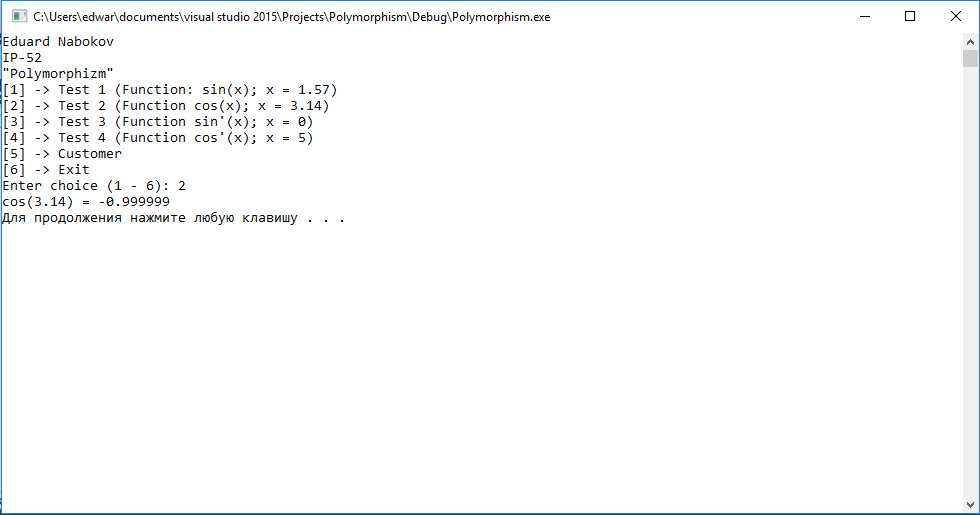 C:\Users\edwar\documents\visual studio 2015\Projects\Polymorphism\Debug\Polymorphism.exe
Eduard Nabokov
IP-52
"Polymorphizm"
[1] -> Test 1 (Function: sin(x); x = 1.57)
[2] -> Test 2 (Function cos(x); x = 3.14)
[3] -> Test 3 (Function sin'(x); x = 0)
[4] -> Test 4 (Function cos'(x); x = 5)
[5] -> Customer
[6] -> Exit
Enter choice (1 - 6): 2
cos(3.14) = -0.999999
Для продолжения нажмите любую клавишу . . .